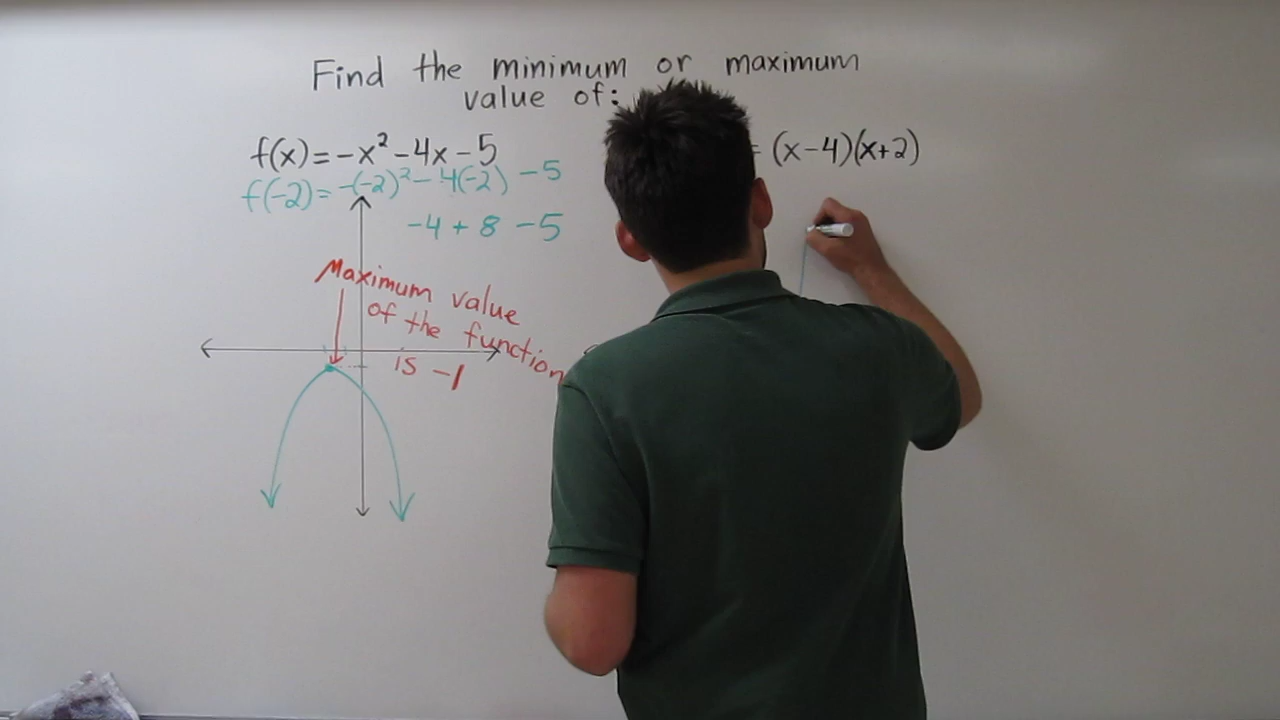 Find the minimum or maximum
value of:
f(x)=-x²-4x-5
f(-2)=-(-2)²-4(-2)-5
-4+8-5
Maximum value
of the function
is -1
= (x-4)(x+2)